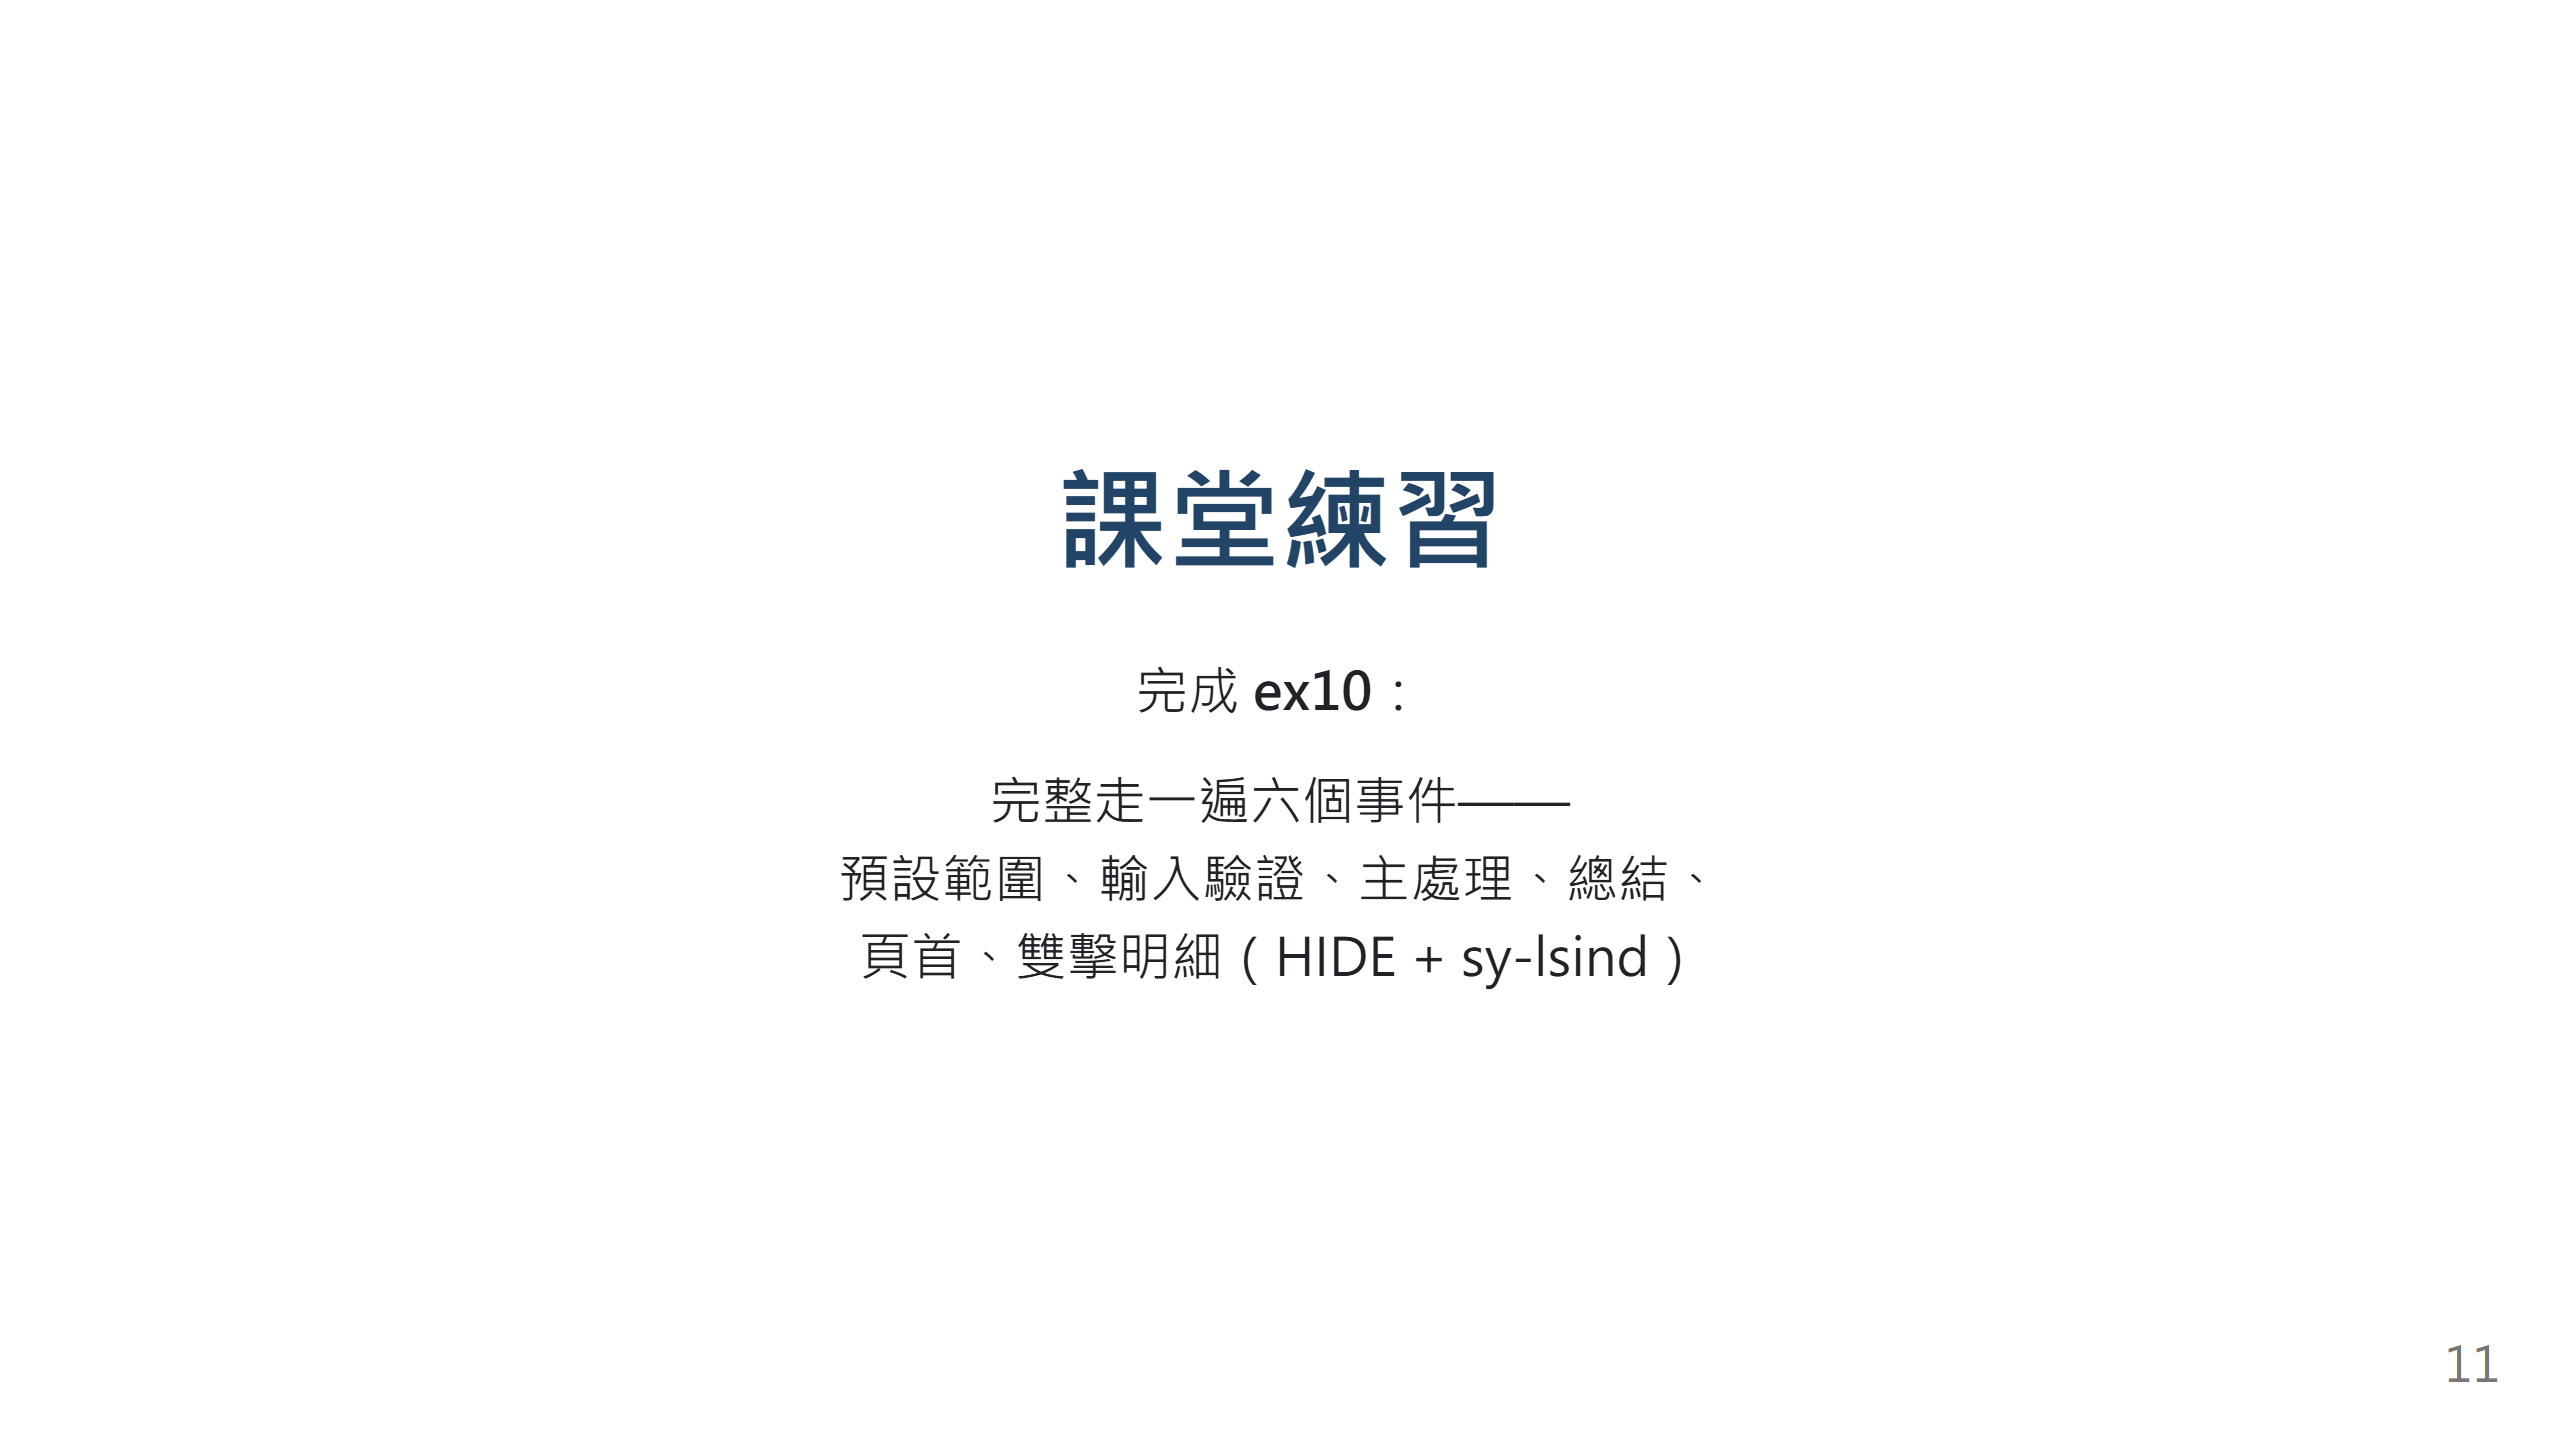 課堂練習
完成 ex10：
完整走一遍六個事件——
預設範圍、輸入驗證、主處理、總結、
頁首、雙擊明細（HIDE + sy-lsind）
11